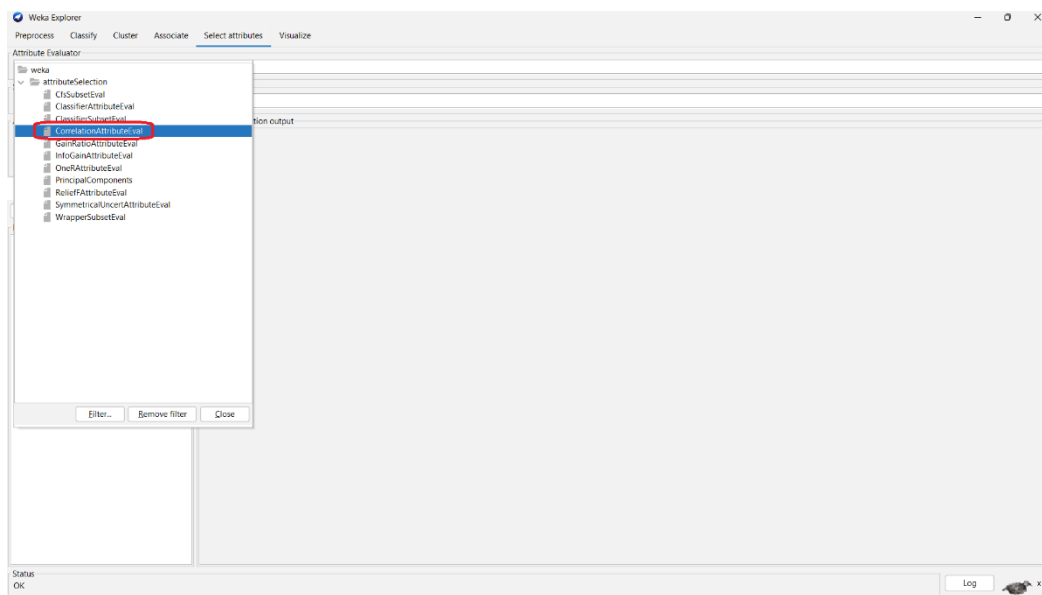 Weka Explorer
Preprocess Classify Cluster Associate Select attributes Visualize
Attribute Evaluator
weka
attributeSelection
CfsSubsetEval
ClassifierAttributeEval
ClassifierSubsetEval
tion output
CorrelationAttributeEval
GainRatioAttributeEval
InfoGainAttributeEval
OneRAttributeEval
PrincipalComponents
ReliefFAttributeEval
SymmetricalUncertAttributeEval
WrapperSubsetEval
Filter... Remove filter Close
Status
OK
Log x